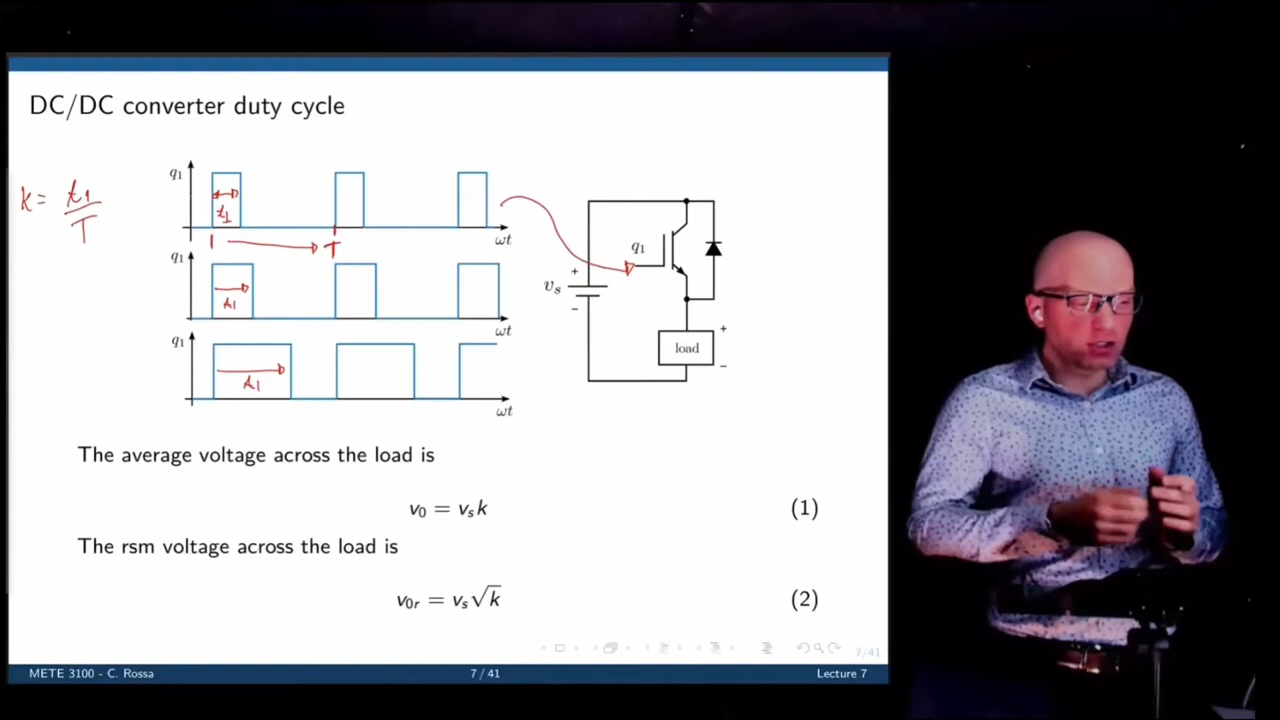 DC/DC converter duty cycle
k = t1/T
q1
t1
T
ωt
q1
t1
ωt
q1
t1
ωt
q1
+
vs
−
load
+
−
The average voltage across the load is
v0 = vsk (1)
The rsm voltage across the load is
v0r = vs√k (2)
7/41
METE 3100 - C. Rossa 7 / 41 Lecture 7